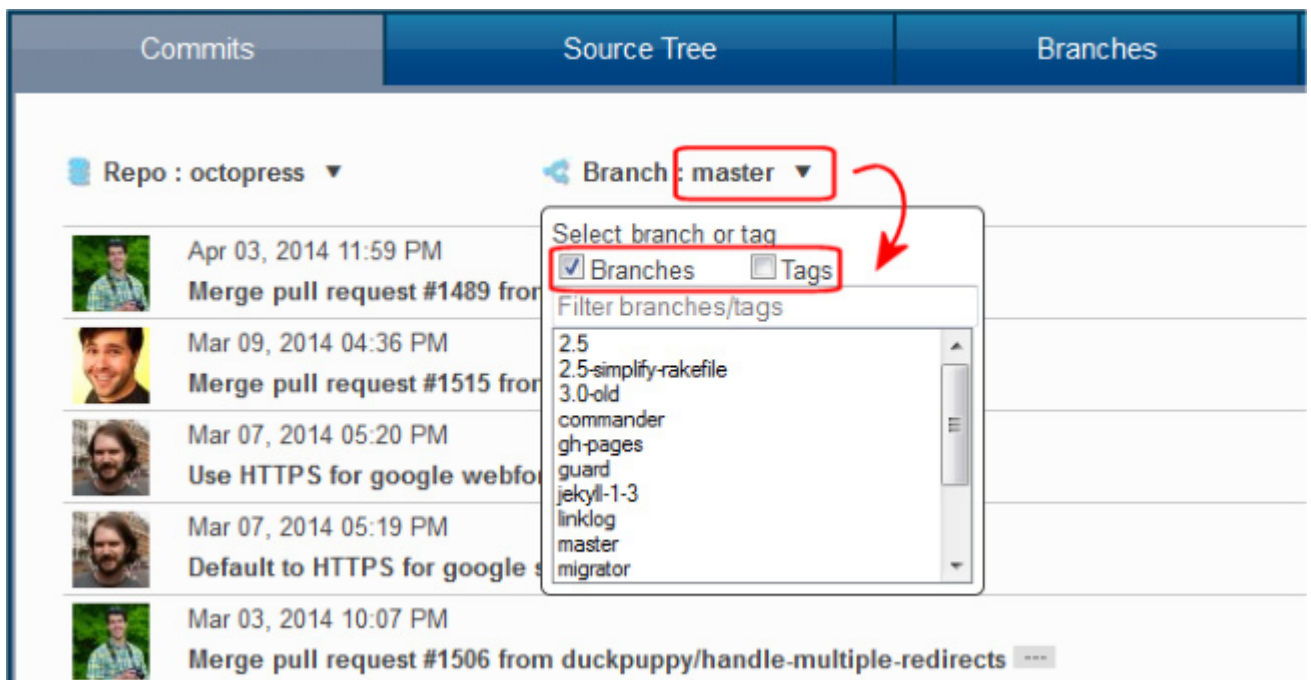 Commits
Source Tree
Branches
Repo : octopress ▼
Branch : master ▼
Select branch or tag
Branches
Tags
Filter branches/tags
2.5
2.5-simplify-rakefile
3.0-old
commander
gh-pages
guard
jekyll-1-3
linklog
master
migrator
Apr 03, 2014 11:59 PM
Merge pull request #1489
Mar 09, 2014 04:36 PM
Merge pull request #1515
Mar 07, 2014 05:20 PM
Use HTTPS for google
Mar 07, 2014 05:19 PM
Default to HTTPS for google
Mar 03, 2014 10:07 PM
Merge pull request #1506 from duckpuppy/handle-multiple-redirects ---